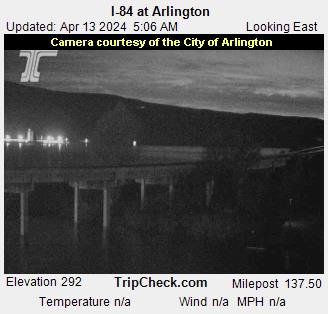 I-84 at Arlington
Updated: Apr 13 2024 5:06 AM Looking East
Camera courtesy of the City of Arlington
Elevation 292 TripCheck.com Milepost 137.50
Temperature n/a Wind n/a MPH n/a